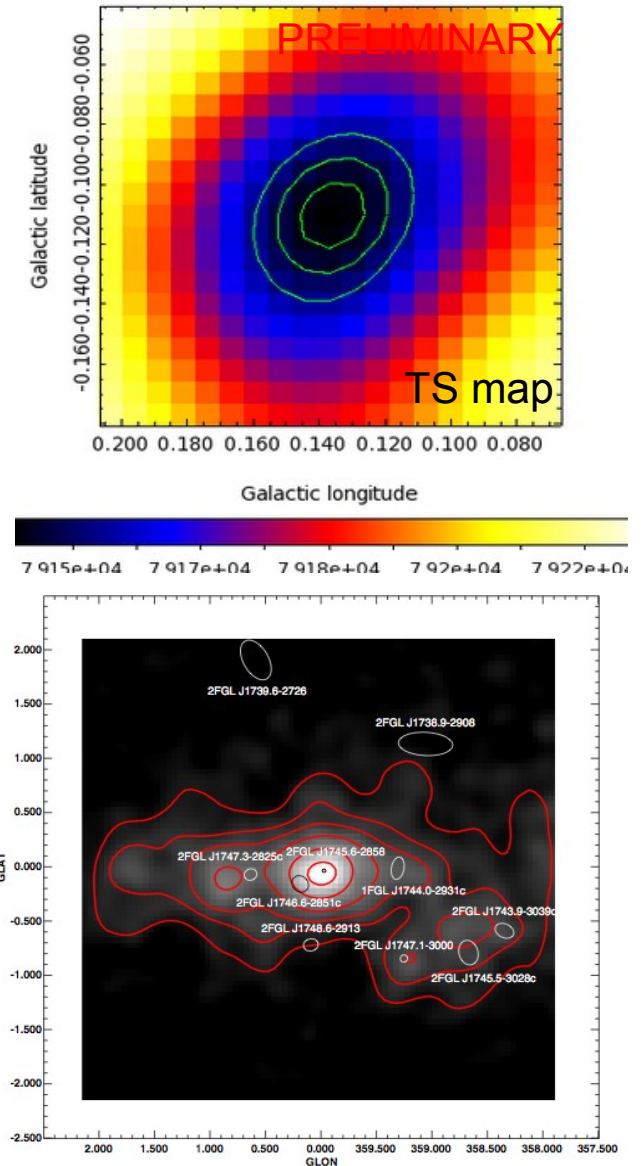 PRELIMINARY
-0.060
-0.080
-0.100
-0.120
-0.140
-0.160
Galactic latitude
TS map
0.200 0.180 0.160 0.140 0.120 0.100 0.080
Galactic longitude
7 915e+04 7 917e+04 7 918e+04 7 92e+04 7 922e+04
2.000
2FGL J1739.6-2726
1.500
2FGL J1738.9-2908
1.000
0.500
2FGL J1747.3-2825c 2FGL J1745.6-2858
0.000
GLAT
1FGL J1744.0-2931c
2FGL J1746.6-2851c
2FGL J1743.9-3039c
-0.500
2FGL J1748.6-2913
2FGL J1747.1-3000
-1.000
2FGL J1745.5-3028c
-1.500
-2.000
-2.500
2.000 1.500 1.000 0.500 0.000 359.500 359.000 358.500 358.000 357.500
GLON